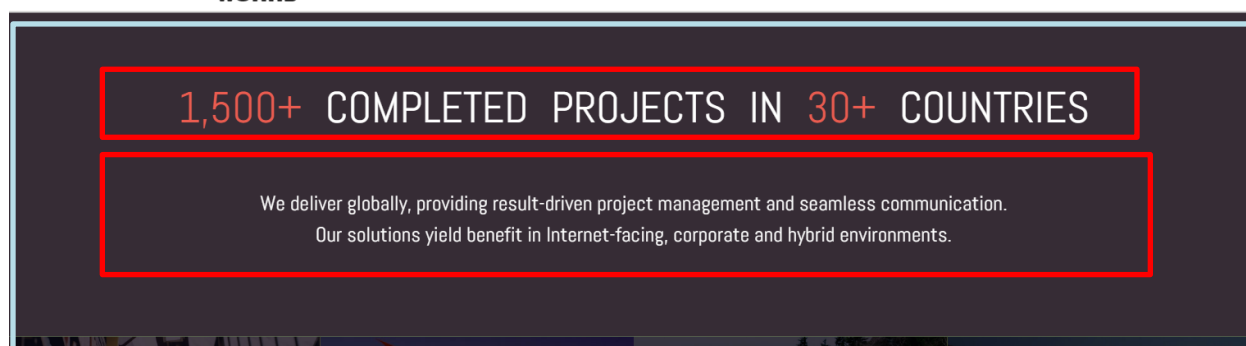 1,500+ COMPLETED PROJECTS IN 30+ COUNTRIES
We deliver globally, providing result-driven project management and seamless communication.
Our solutions yield benefit in Internet-facing, corporate and hybrid environments.